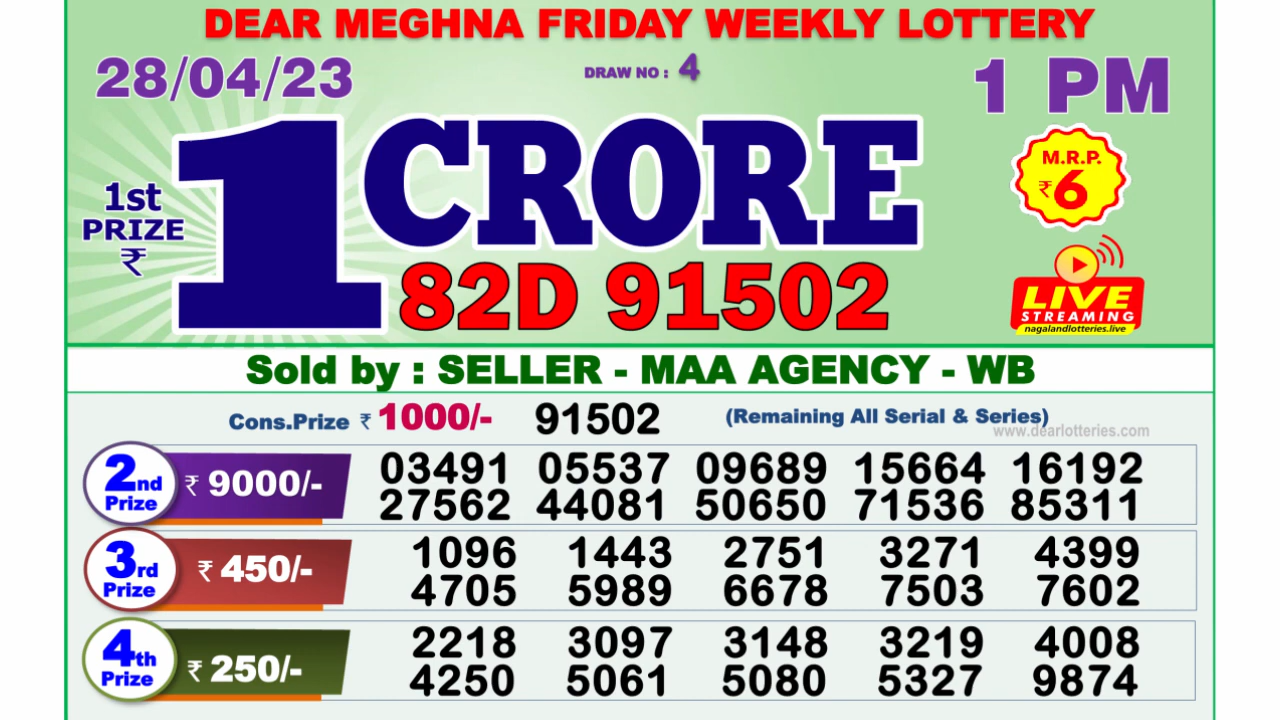 DEAR MEGHNA FRIDAY WEEKLY LOTTERY
28/04/23
DRAW NO : 4
1 PM
1st
PRIZE
₹
1 CRORE
82D 91502
M.R.P.
₹6
LIVE
STREAMING
nagalandlotteries.live
Sold by : SELLER - MAA AGENCY - WB
Cons.Prize ₹ 1000/- 91502 (Remaining All Serial & Series)
www.dearlotteries.com
2nd Prize ₹ 9000/-
03491 05537 09689 15664 16192
27562 44081 50650 71536 85311
3rd Prize ₹ 450/-
1096 1443 2751 3271 4399
4705 5989 6678 7503 7602
4th Prize ₹ 250/-
2218 3097 3148 3219 4008
4250 5061 5080 5327 9874